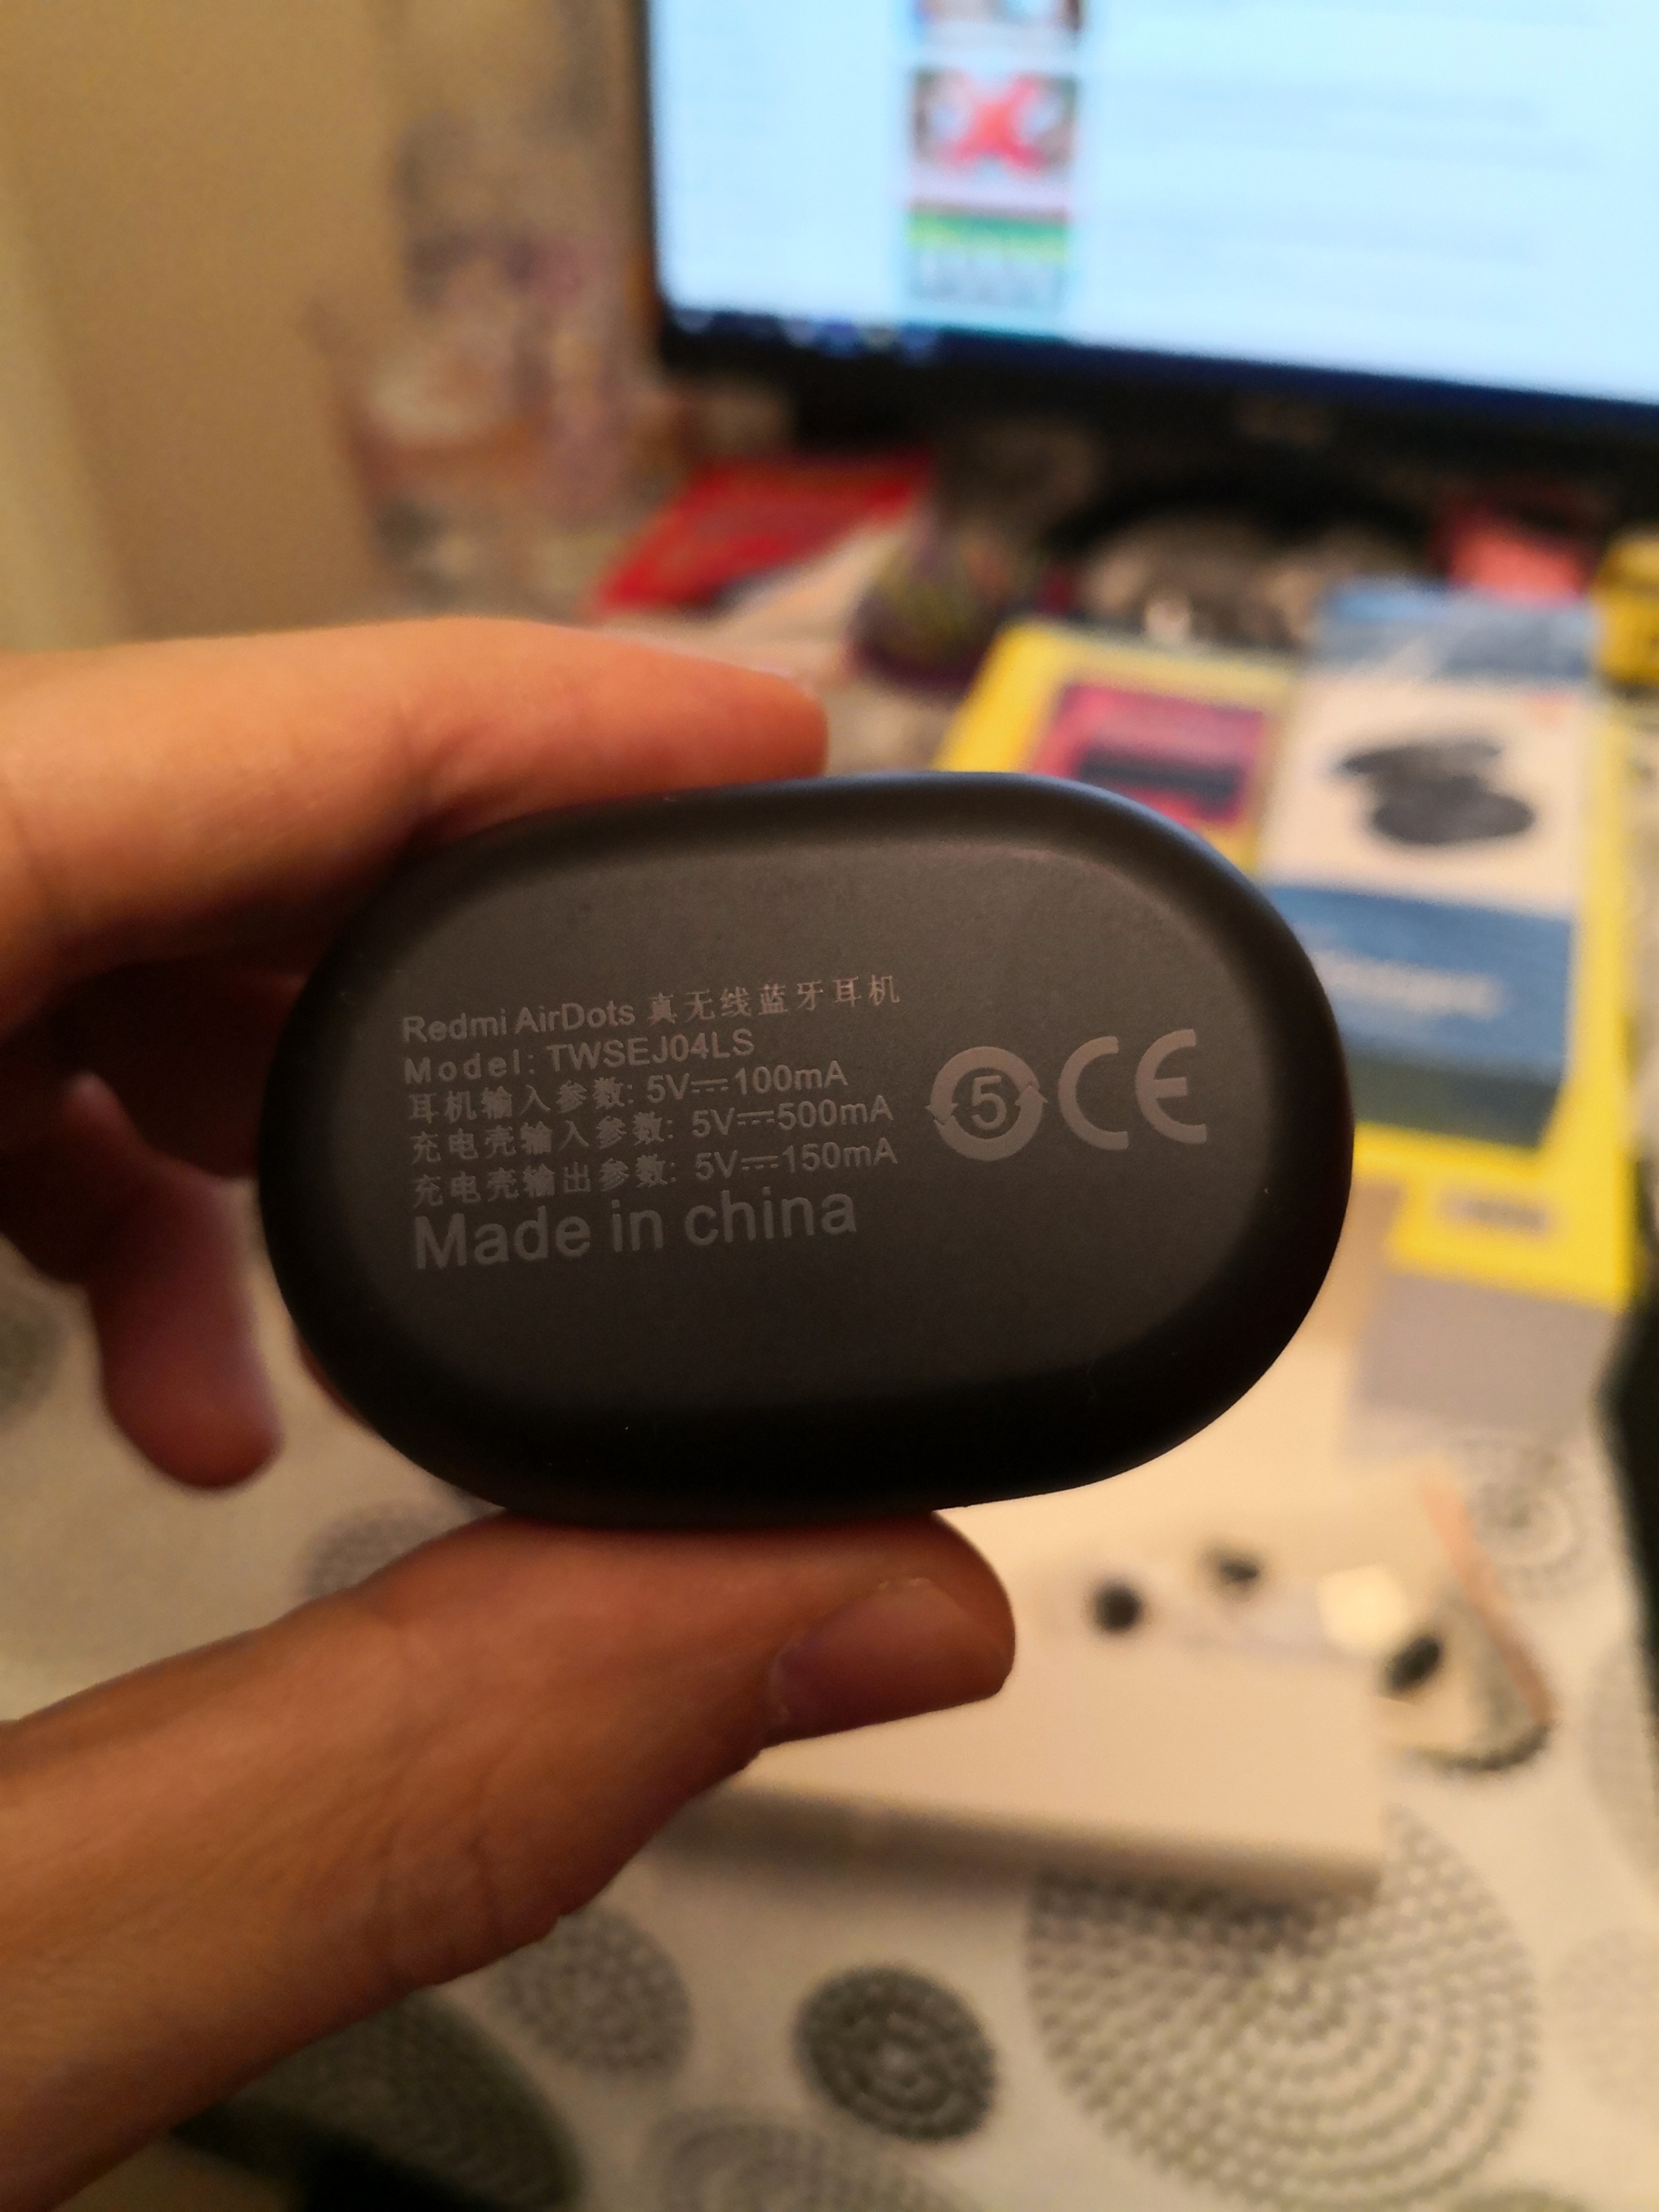 Redmi AirDots 真无线蓝牙耳机
Model: TWSEJ04LS
耳机输入参数: 5V⎓100mA
充电壳输入参数: 5V⎓500mA
充电壳输出参数: 5V⎓150mA
Made in china
5
CE